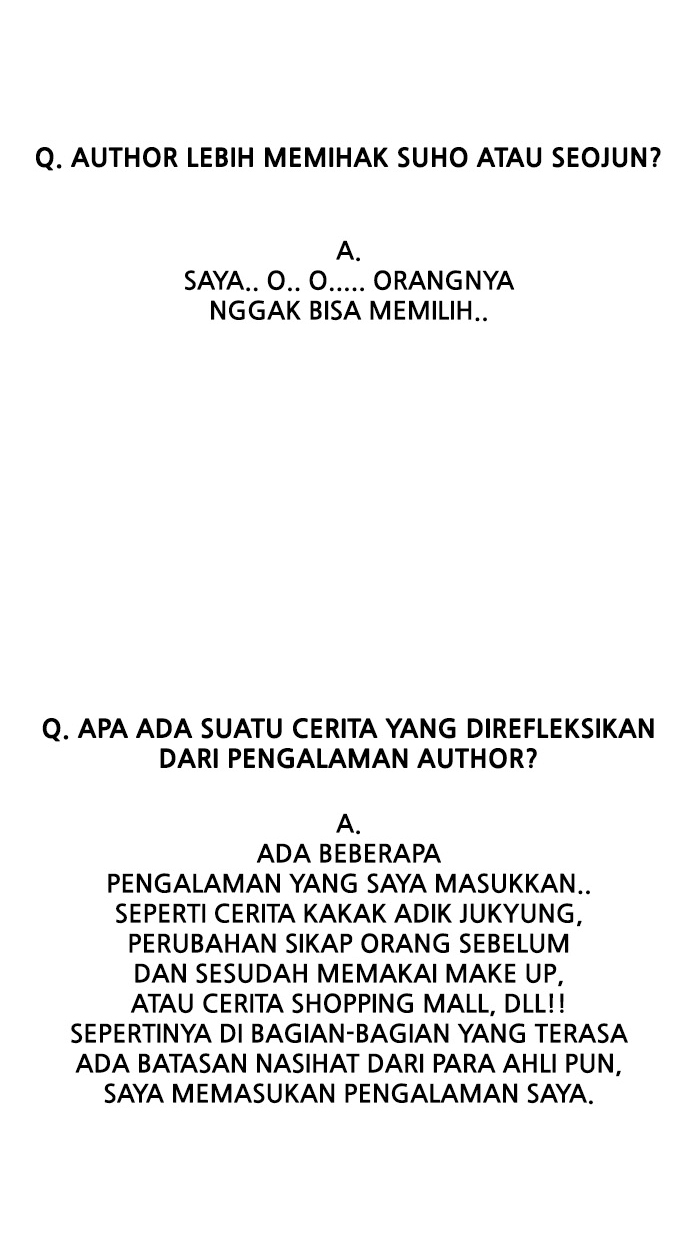 Q. AUTHOR LEBIH MEMIHAK SUHO ATAU SEOJUN?
A.
SAYA.. O.. O..... ORANGNYA
NGGAK BISA MEMILIH..
Q. APA ADA SUATU CERITA YANG DIREFLEKSIKAN
DARI PENGALAMAN AUTHOR?
A.
ADA BEBERAPA
PENGALAMAN YANG SAYA MASUKKAN..
SEPERTI CERITA KAKAK ADIK JUKYUNG,
PERUBAHAN SIKAP ORANG SEBELUM
DAN SESUDAH MEMAKAI MAKE UP,
ATAU CERITA SHOPPING MALL, DLL!!
SEPERTINYA DI BAGIAN-BAGIAN YANG TERASA
ADA BATASAN NASIHAT DARI PARA AHLI PUN,
SAYA MEMASUKAN PENGALAMAN SAYA.